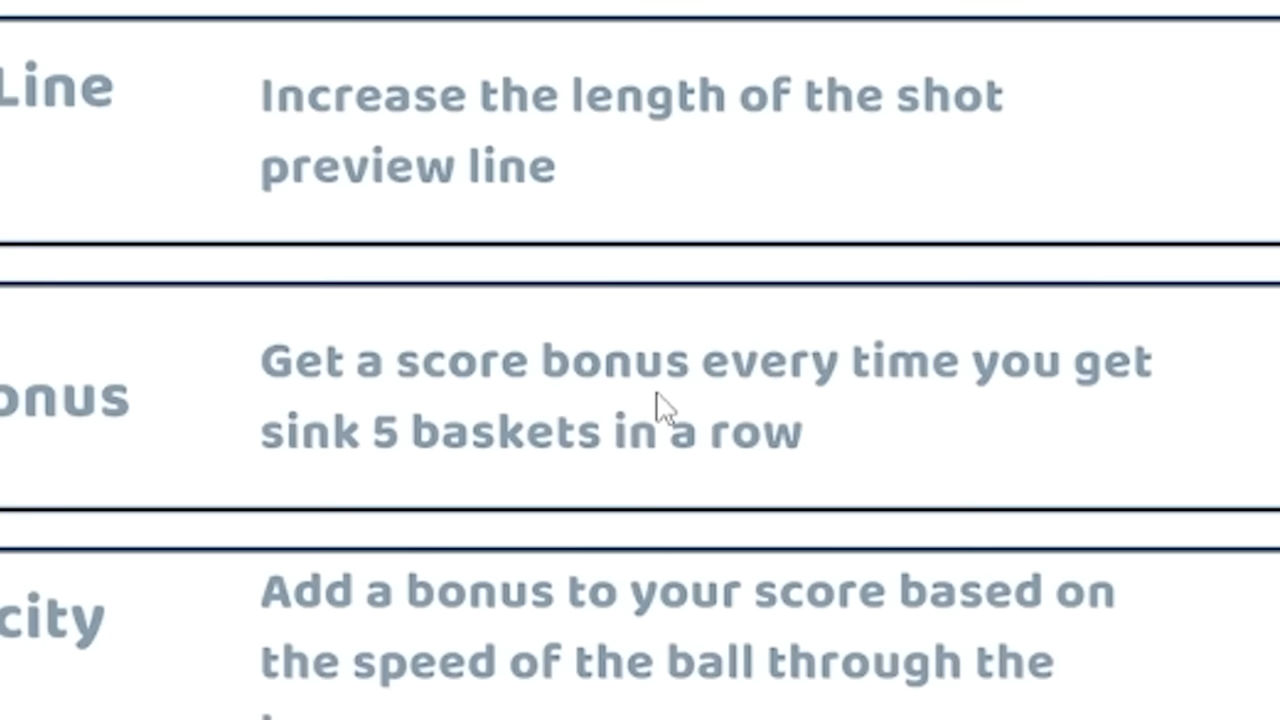 Line
Increase the length of the shot
preview line
onus
Get a score bonus every time you get
sink 5 baskets in a row
city
Add a bonus to your score based on
the speed of the ball through the